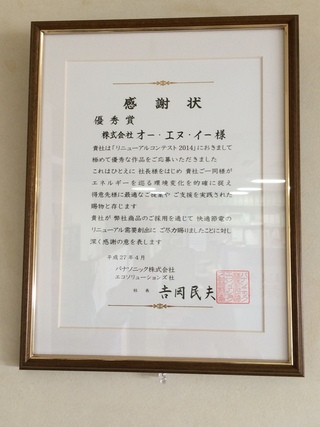 感謝状
優秀賞
株式会社 オー・エヌ・イー 様
貴社は「リニューアルコンテスト2014」におきまして
極めて優秀な作品をご応募いただきました
これはひとえに 社長様をはじめ 貴社ご一同様が
エネルギーを巡る環境変化を的確に捉え
得意先様に最適なご提案や ご支援を実践された
賜物と存じます
貴社が 弊社商品のご採用を通じて 快適節電の
リニューアル需要創出に ご尽力賜りましたことに対し
深く感謝の意を表します
平成27年4月
パナソニック株式会社
エコソリューションズ社
社長 吉岡民夫